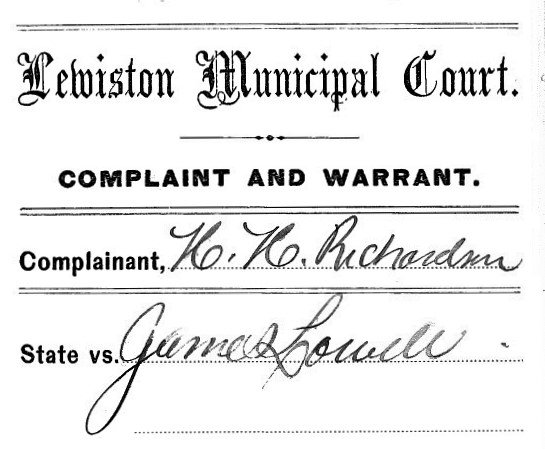 Lewiston Municipal Court.
COMPLAINT AND WARRANT.
Complainant, H. H. Richardson
State vs. James Lowell